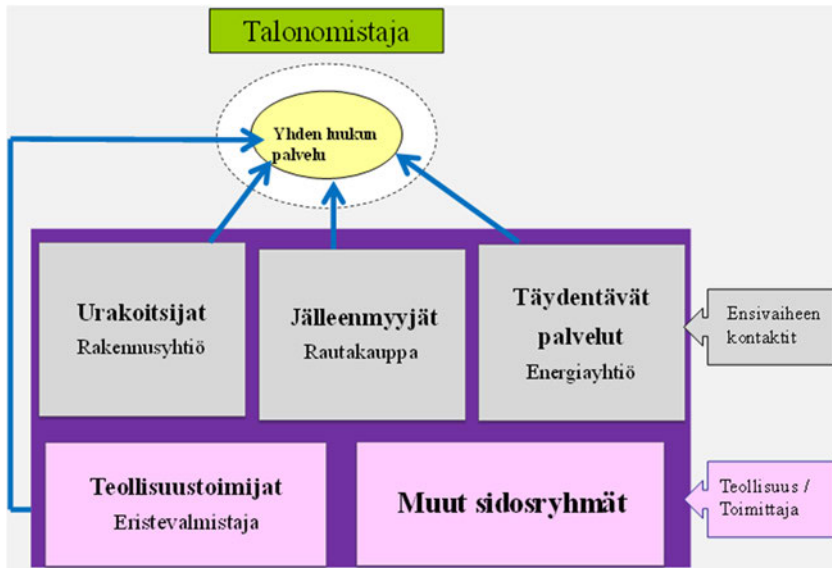 Talonomistaja
Yhden luukun
palvelu
Urakoitsijat
Rakennusyhtiö
Jälleenmyyjät
Rautakauppa
Täydentävät
palvelut
Energiayhtiö
Ensivaiheen
kontaktit
Teollisuustoimijat
Eristevalmistaja
Muut sidosryhmät
Teollisuus /
Toimittaja